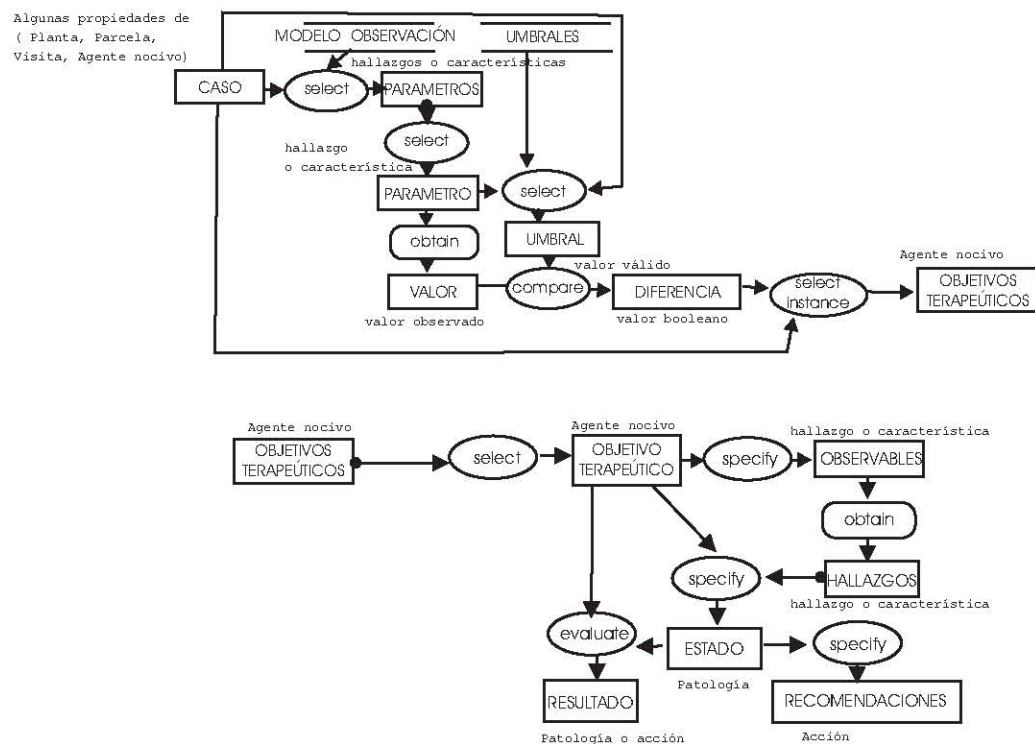 Algunas propiedades de
( Planta, Parcela,
Visita, Agente nocivo)
MODELO OBSERVACIÓN
UMBRALES
hallazgos o características
CASO
select
PARAMETROS
select
hallazgo
o característica
PARAMETRO
select
obtain
UMBRAL
valor válido
Agente nocivo
VALOR
compare
DIFERENCIA
select
instance
OBJETIVOS
TERAPEÚTICOS
valor observado
valor booleano
Agente nocivo
OBJETIVOS
TERAPEÚTICOS
select
Agente nocivo
OBJETIVO
TERAPEÚTICO
specify
hallazgo o característica
OBSERVABLES
obtain
specify
HALLAZGOS
hallazgo o característica
evaluate
ESTADO
specify
Patología
RESULTADO
RECOMENDACIONES
Patología o acción
Acción